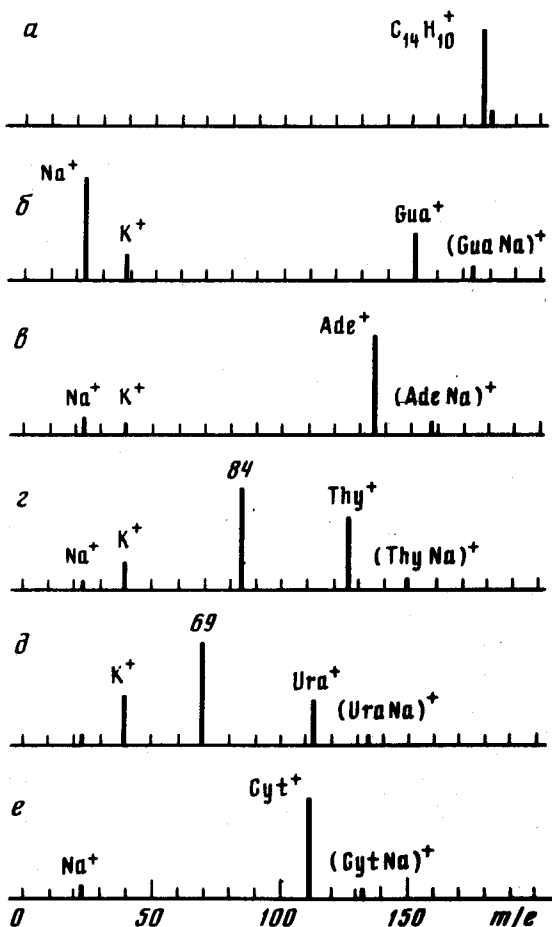 а
C₁₄H₁₀⁺
б
Na⁺
K⁺
Gua⁺
(Gua Na)⁺
в
Na⁺
K⁺
Ade⁺
(Ade Na)⁺
г
Na⁺
K⁺
84
Thy⁺
(Thy Na)⁺
д
K⁺
69
Ura⁺
(Ura Na)⁺
е
Na⁺
Cyt⁺
(Cyt Na)⁺
0 50 100 150 m/e